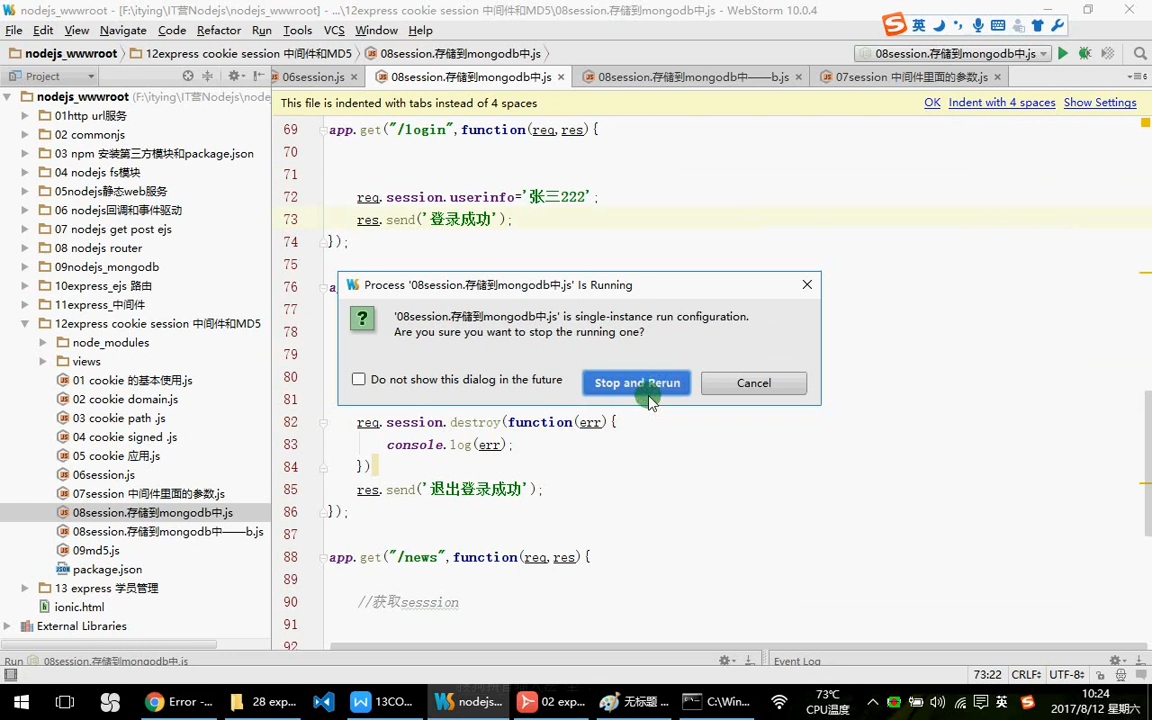 nodejs_wwwroot - [F:\itying\IT营Nodejs\nodejs_wwwroot] - ...\12express cookie session 中间件和MD5\08session.存储到mongodb中.js - WebStorm 10.0.4
File Edit View Navigate Code Refactor Run Tools VCS Window Help
英
nodejs_wwwroot 12express cookie session 中间件和MD5 08session.存储到mongodb中.js
08session.存储到mongodb中.js
Project
06session.js
08session.存储到mongodb中.js
08session.存储到mongodb中——b.js
07session 中间件里面的参数.js
This file is indented with tabs instead of 4 spaces
OK Indent with 4 spaces Show Settings
nodejs_wwwroot (F:\itying\IT营Nodejs\node
01http url服务
02 commonjs
03 npm 安装第三方模块和package.json
04 nodejs fs模块
05nodejs静态web服务
06 nodejs回调和事件驱动
07 nodejs get post ejs
08 nodejs router
09nodejs_mongodb
10express_ejs 路由
11express_中间件
12express cookie session 中间件和MD5
node_modules
views
01 cookie 的基本使用.js
02 cookie domain.js
03 cookie path .js
04 cookie signed .js
05 cookie 应用.js
06session.js
07session 中间件里面的参数.js
08session.存储到mongodb中.js
08session.存储到mongodb中——b.js
09md5.js
package.json
13 express 学员管理
ionic.html
External Libraries
69 app.get("/login",function(req,res){
70
71
72 req.session.userinfo='张三222';
73 res.send('登录成功');
74 });
75
76 a
77
78
79
80
81
82 req.session.destroy(function(err){
83 console.log(err);
84 })
85 res.send('退出登录成功');
86 });
87
88 app.get("/news",function(req,res){
89
90 //获取sesssion
91
92
Process '08session.存储到mongodb中.js' Is Running
'08session.存储到mongodb中.js' is single-instance run configuration.
Are you sure you want to stop the running one?
Do not show this dialog in the future
Stop and Rerun
Cancel
Run 08session.存储到mongodb中.js
Event Log
73:22 CRLF UTF-8
Error -...
28 exp...
13CO...
nodejs...
02 exp...
无标题 ...
C:\Win...
73℃
CPU温度
英
10:24
2017/8/12 星期六